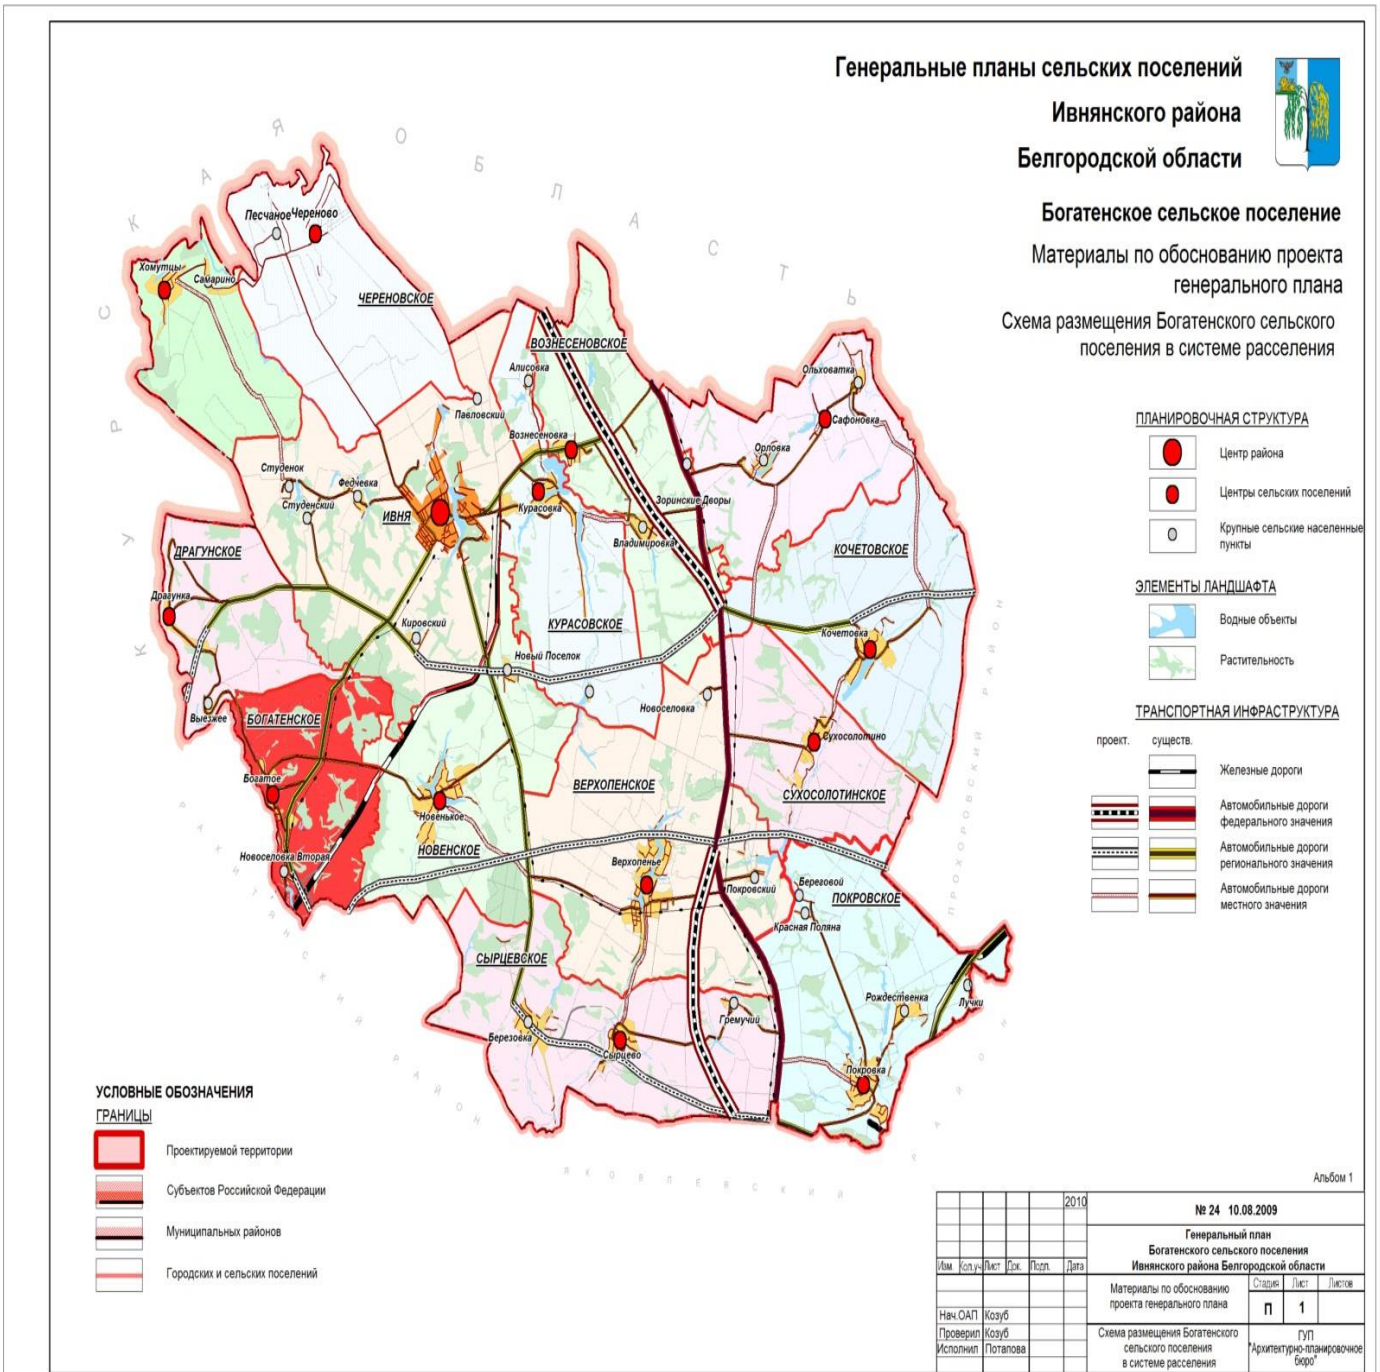 Генеральные планы сельских поселений
Ивнянского района
Белгородской области
Богатенское сельское поселение
Материалы по обоснованию проекта
генерального плана
Схема размещения Богатенского сельского
поселения в системе расселения
КУРСКАЯ ОБЛАСТЬ
Песчаное
Череново
Хомутцы
Самарино
ЧЕРЕНОВСКОЕ
ВОЗНЕСЕНОВСКОЕ
Алисовка
Ольховатка
Павловский
Сафоновка
Вознесеновка
Орловка
Студенок
Федчевка
Студенский
ИВНЯ
Курасовка
Зоринские Дворы
Владимировка
ДРАГУНСКОЕ
КОЧЕТОВСКОЕ
Драгунка
Кировский
КУРАСОВСКОЕ
Кочетовка
Новый Поселок
Новоселовка
Выезжее
БОГАТЕНСКОЕ
Сухосолотино
Богатое
ВЕРХОПЕНСКОЕ
СУХОСОЛОТИНСКОЕ
Новенькое
НОВЕНСКОЕ
Новоселовка Вторая
Верхопенье
Покровский
Береговой
ПОКРОВСКОЕ
Красная Поляна
СЫРЦЕВСКОЕ
Рождественка
Лучки
Гремучий
Березовка
Сырцево
Покровка
ПРОХОРОВСКИЙ РАЙОН
РАКИТЯНСКИЙ РАЙОН
ЯКОВЛЕВСКИЙ РАЙОН
ПЛАНИРОВОЧНАЯ СТРУКТУРА
Центр района
Центры сельских поселений
Крупные сельские населенные
пункты
ЭЛЕМЕНТЫ ЛАНДШАФТА
Водные объекты
Растительность
ТРАНСПОРТНАЯ ИНФРАСТРУКТУРА
проект. существ.
Железные дороги
Автомобильные дороги
федерального значения
Автомобильные дороги
регионального значения
Автомобильные дороги
местного значения
УСЛОВНЫЕ ОБОЗНАЧЕНИЯ
ГРАНИЦЫ
Проектируемой территории
Субъектов Российской Федерации
Муниципальных районов
Городских и сельских поселений
Альбом 1
2010
№ 24 10.08.2009
Генеральный план
Богатенского сельского поселения
Ивнянского района Белгородской области
Изм. Кол.уч Лист Док. Подп. Дата
Материалы по обоснованию
проекта генерального плана
Стадия Лист Листов
П 1
Нач.ОАП Козуб
Проверил Козуб
Исполнил Потапова
Схема размещения Богатенского
сельского поселения
в системе расселения
ГУП
"Архитектурно-планировочное
бюро"